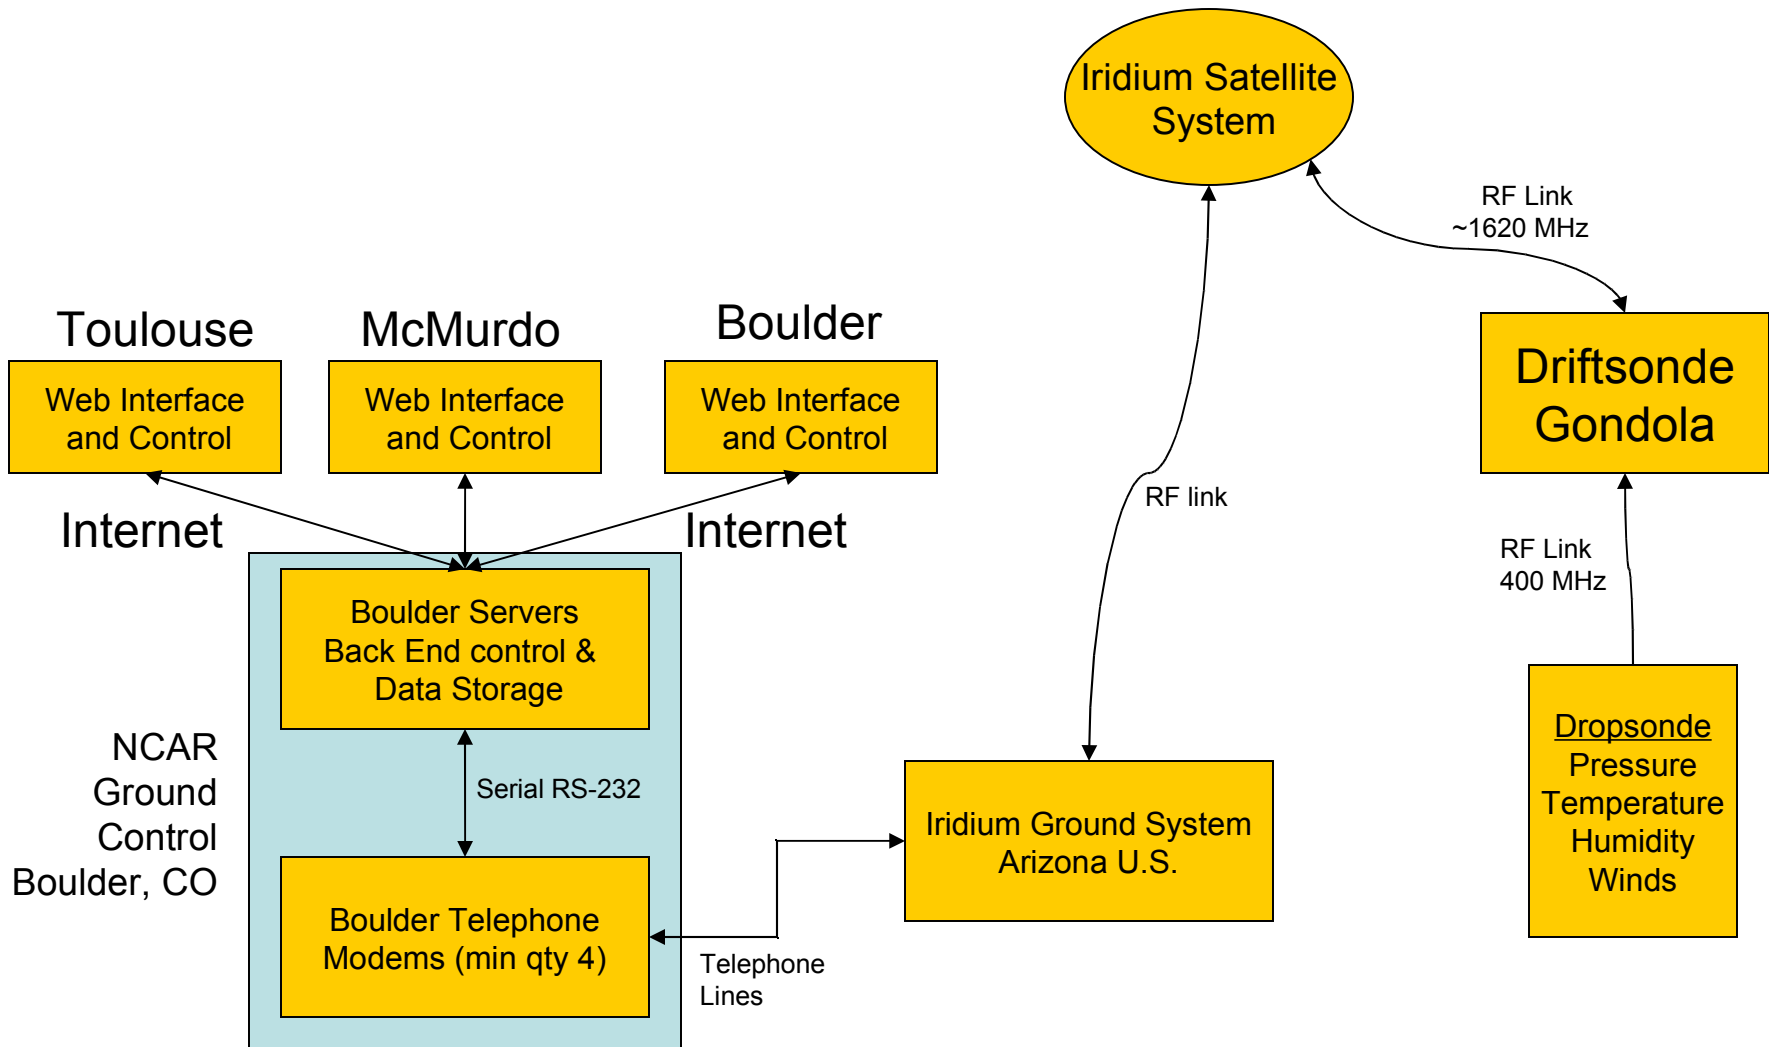 Iridium Satellite
System
RF Link
~1620 MHz
Toulouse
McMurdo
Boulder
Web Interface
and Control
Web Interface
and Control
Web Interface
and Control
Driftsonde
Gondola
Internet
Internet
RF link
RF Link
400 MHz
Boulder Servers
Back End control &
Data Storage
NCAR
Ground
Control
Boulder, CO
Serial RS-232
Boulder Telephone
Modems (min qty 4)
Telephone
Lines
Iridium Ground System
Arizona U.S.
Dropsonde
Pressure
Temperature
Humidity
Winds